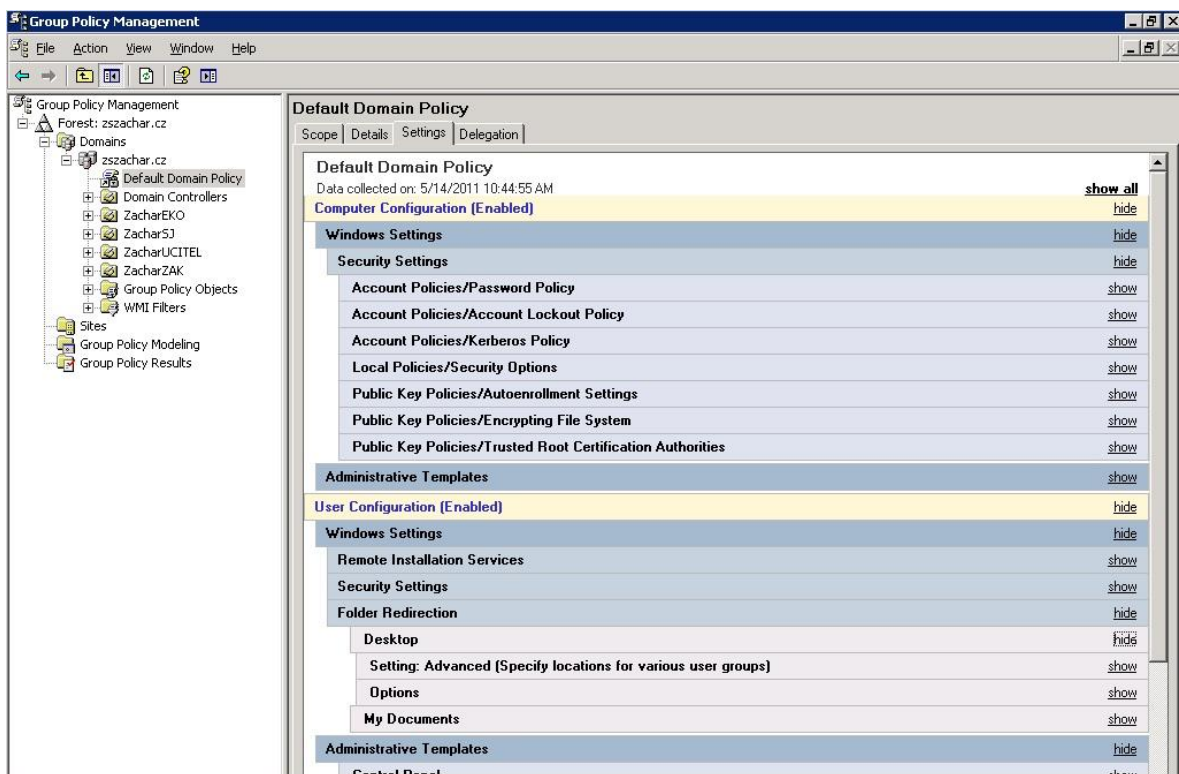 Group Policy Management
File Action View Window Help
Group Policy Management
Forest: zszachar.cz
Domains
zszachar.cz
Default Domain Policy
Domain Controllers
ZacharEKO
ZacharSJ
ZacharUCITEL
ZacharZAK
Group Policy Objects
WMI Filters
Sites
Group Policy Modeling
Group Policy Results
Default Domain Policy
Scope Details Settings Delegation
Default Domain Policy
Data collected on: 5/14/2011 10:44:55 AM show all
Computer Configuration (Enabled) hide
Windows Settings hide
Security Settings hide
Account Policies/Password Policy show
Account Policies/Account Lockout Policy show
Account Policies/Kerberos Policy show
Local Policies/Security Options show
Public Key Policies/Autoenrollment Settings show
Public Key Policies/Encrypting File System show
Public Key Policies/Trusted Root Certification Authorities show
Administrative Templates show
User Configuration (Enabled) hide
Windows Settings hide
Remote Installation Services show
Security Settings show
Folder Redirection hide
Desktop hide
Setting: Advanced (Specify locations for various user groups) show
Options show
My Documents show
Administrative Templates hide
Control Panel show